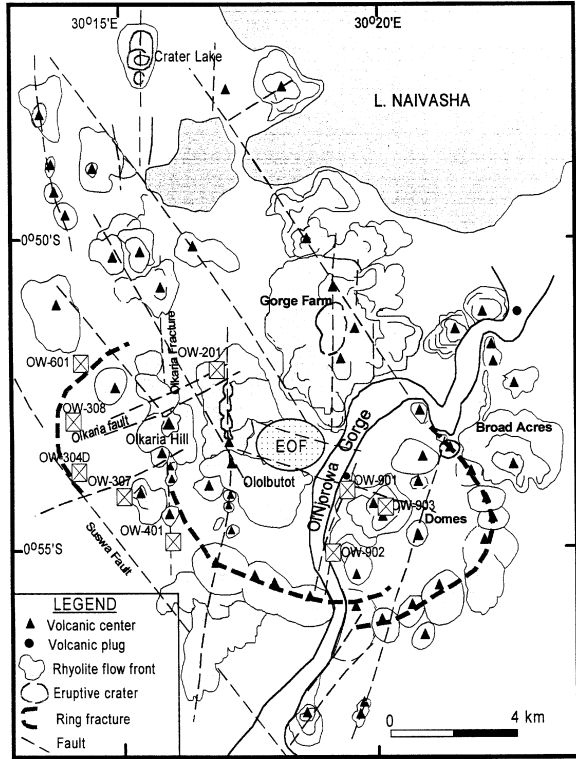 30°15'E 30°20'E
Crater Lake
L. NAIVASHA
0°50'S
Gorge Farm
Olkaria Fracture
OW-201
OW-601
OW-308
Olkaria fault
Olkaria Hill
EOF
Ol'Njorowa Gorge
Broad Acres
OW-304D
OW-307
Ololbutot
OW-901
OW-903
Domes
OW-401
OW-902
Suswa Fault
0°55'S
LEGEND
Volcanic center
Volcanic plug
Rhyolite flow front
Eruptive crater
Ring fracture
Fault
0 4 km